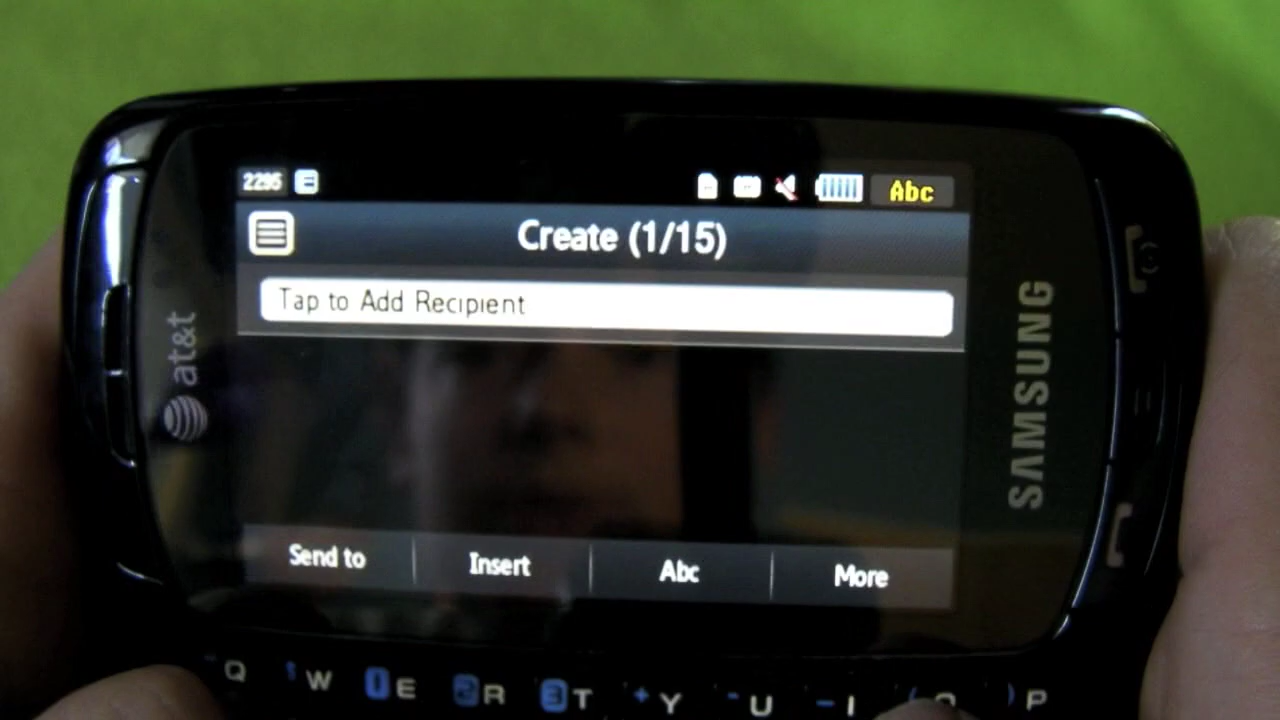 2295
Abc
Create (1/15)
Tap to Add Recipient
at&t
SAMSUNG
Send to
Insert
Abc
More
Q W E R T Y U I O P